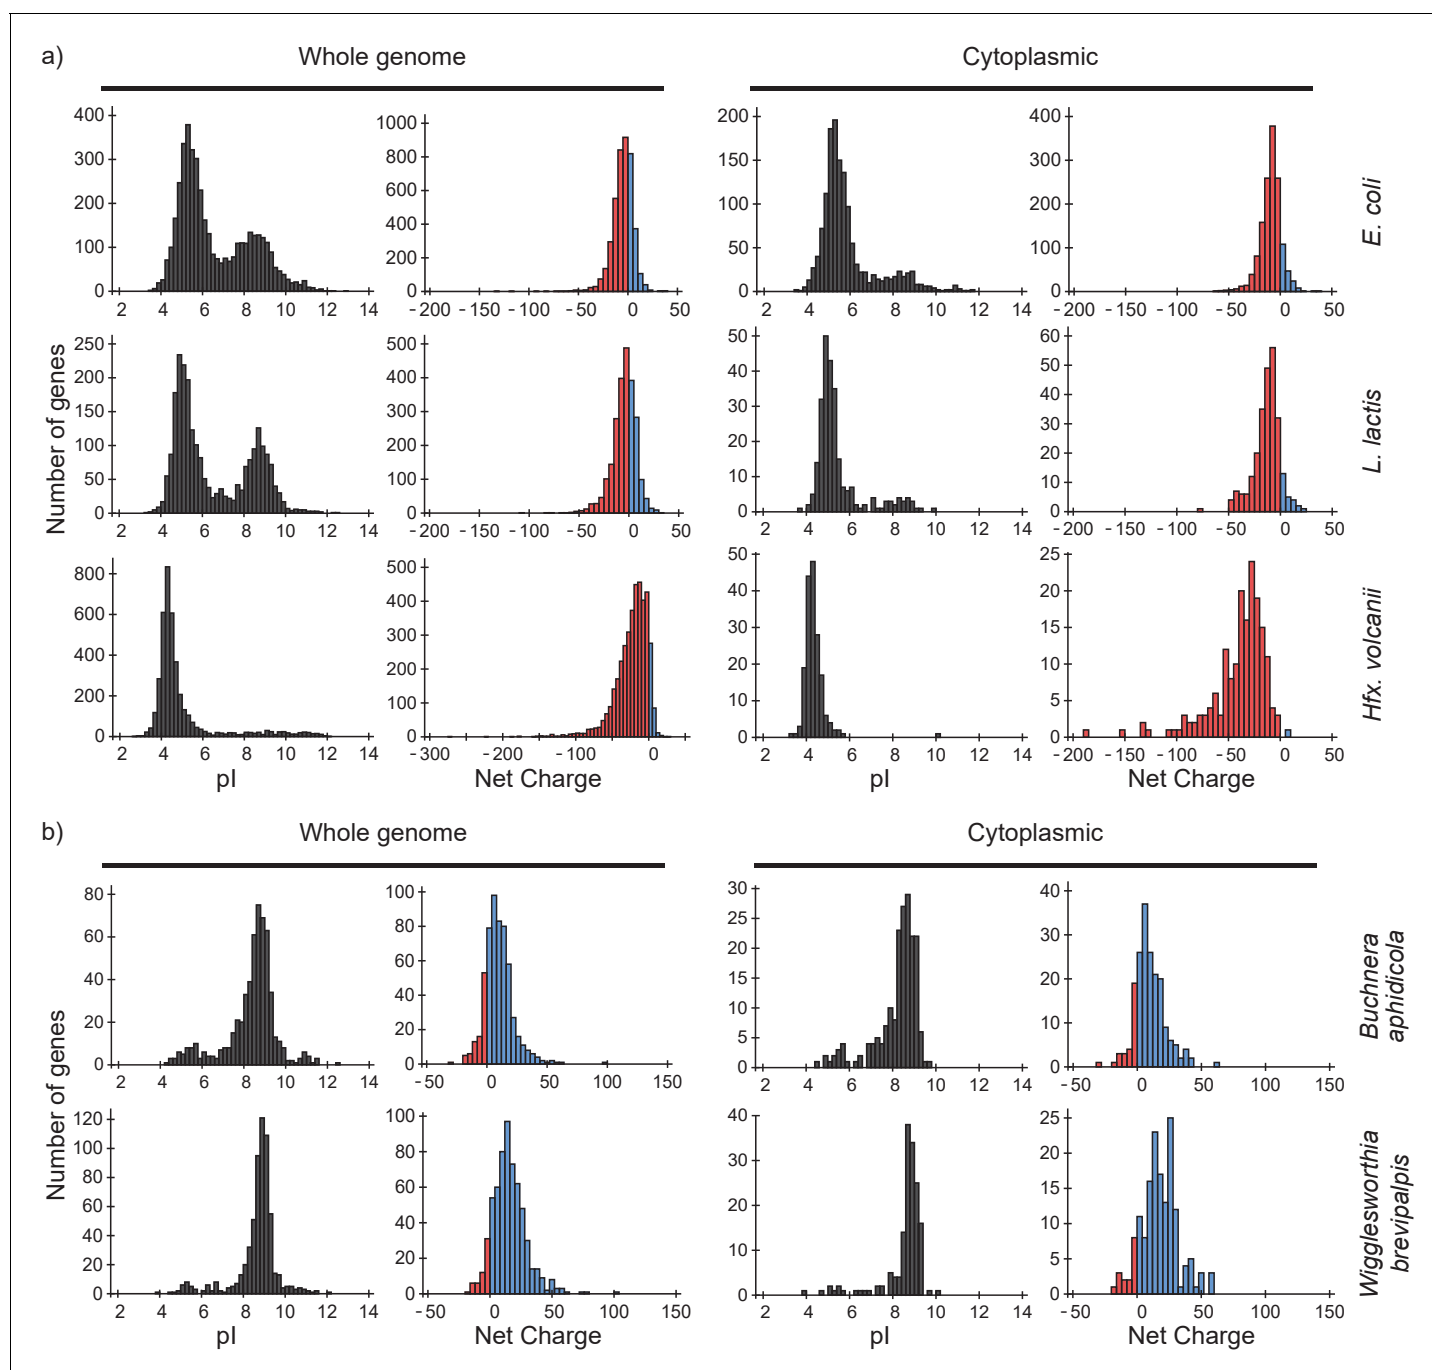 a)
Whole genome
Cytoplasmic
400
300
200
100
0
2 4 6 8 10 12 14
1000
800
600
400
200
0
-200 -150 -100 -50 0 50
200
150
100
50
0
2 4 6 8 10 12 14
400
300
200
100
0
-200 -150 -100 -50 0 50
E. coli
Number of genes
250
200
150
100
50
0
2 4 6 8 10 12 14
500
400
300
200
100
0
-200 -150 -100 -50 0 50
50
40
30
20
10
0
2 4 6 8 10 12 14
60
50
40
30
20
10
0
-200 -150 -100 -50 0 50
L. lactis
800
600
400
200
0
2 4 6 8 10 12 14
pI
500
400
300
200
100
0
-300 -200 -100 0
Net Charge
50
40
30
20
10
0
2 4 6 8 10 12 14
pI
25
20
15
10
5
0
-200 -150 -100 -50 0 50
Net Charge
Hfx. volcanii
b)
Whole genome
Cytoplasmic
Number of genes
80
60
40
20
0
2 4 6 8 10 12 14
100
80
60
40
20
0
-50 0 50 100 150
30
25
20
15
10
5
0
2 4 6 8 10 12 14
40
30
20
10
0
-50 0 50 100 150
Buchnera
aphidicola
120
100
80
60
40
20
0
2 4 6 8 10 12 14
pI
100
80
60
40
20
0
-50 0 50 100 150
Net Charge
40
30
20
10
0
2 4 6 8 10 12 14
pI
25
20
15
10
5
0
-50 0 50 100 150
Net Charge
Wigglesworthia
brevipalpis